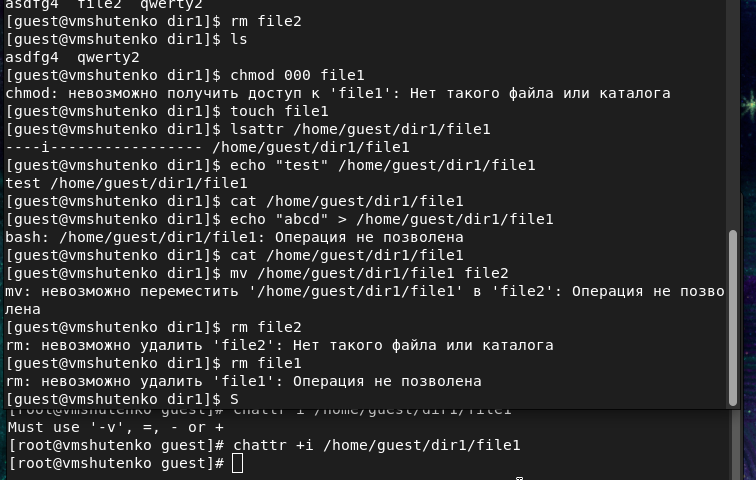 asdfg4  file2  qwerty2
[guest@vmshutenko dir1]$ rm file2
[guest@vmshutenko dir1]$ ls
asdfg4  qwerty2
[guest@vmshutenko dir1]$ chmod 000 file1
chmod: невозможно получить доступ к 'file1': Нет такого файла или каталога
[guest@vmshutenko dir1]$ touch file1
[guest@vmshutenko dir1]$ lsattr /home/guest/dir1/file1
----i----------------- /home/guest/dir1/file1
[guest@vmshutenko dir1]$ echo "test" /home/guest/dir1/file1
test /home/guest/dir1/file1
[guest@vmshutenko dir1]$ cat /home/guest/dir1/file1
[guest@vmshutenko dir1]$ echo "abcd" > /home/guest/dir1/file1
bash: /home/guest/dir1/file1: Операция не позволена
[guest@vmshutenko dir1]$ cat /home/guest/dir1/file1
[guest@vmshutenko dir1]$ mv /home/guest/dir1/file1 file2
mv: невозможно переместить '/home/guest/dir1/file1' в 'file2': Операция не позво
лена
[guest@vmshutenko dir1]$ rm file2
rm: невозможно удалить 'file2': Нет такого файла или каталога
[guest@vmshutenko dir1]$ rm file1
rm: невозможно удалить 'file1': Операция не позволена
[guest@vmshutenko dir1]$ S
[root@vmshutenko guest]# chattr i /home/guest/dir1/file1
Must use '-v', =, - or +
[root@vmshutenko guest]# chattr +i /home/guest/dir1/file1
[root@vmshutenko guest]#